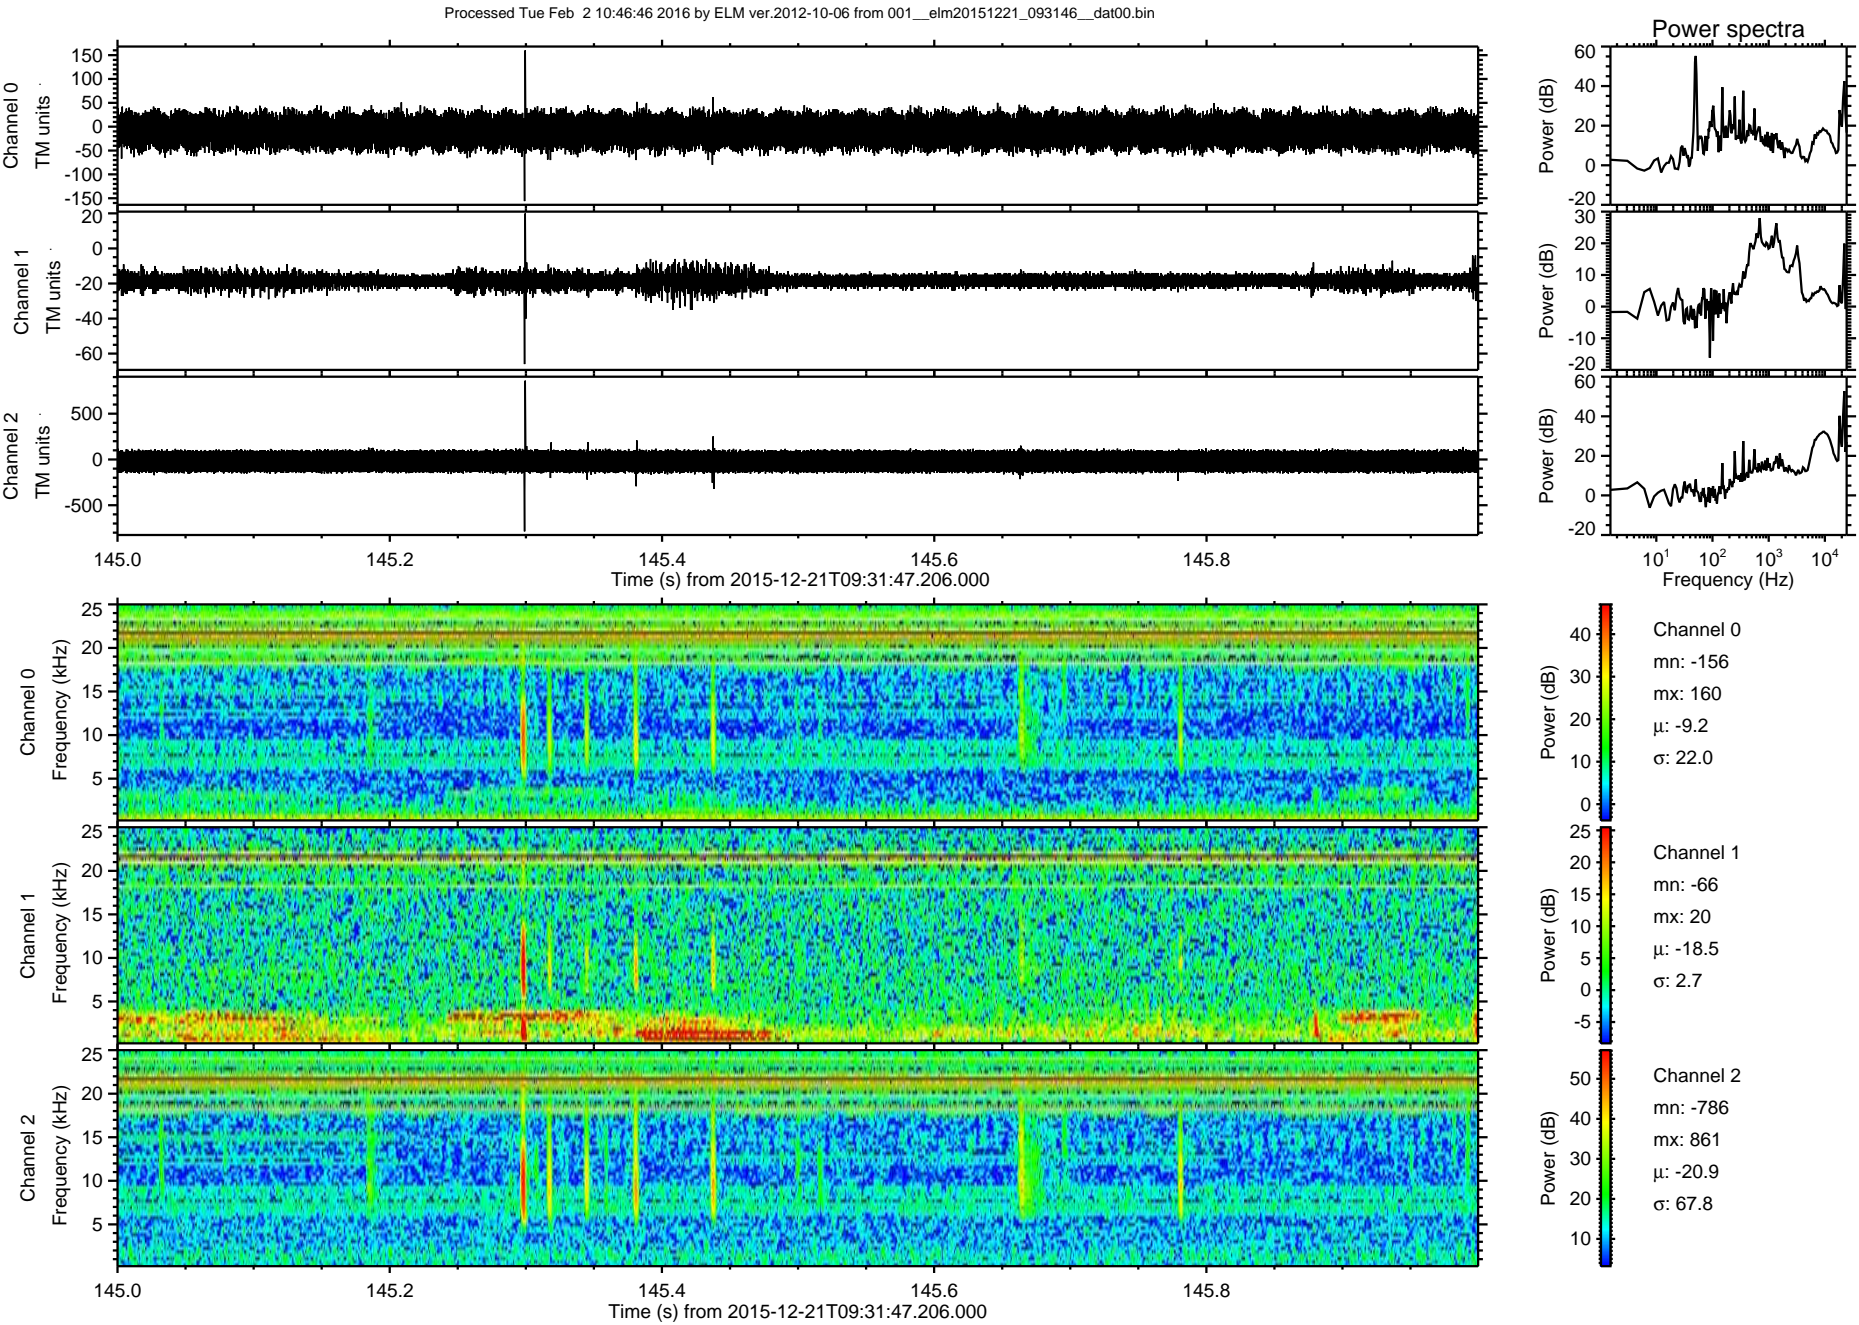 Processed Tue Feb  2 10:46:46 2016 by ELM ver.2012-10-06 from 001__elm20151221_093146__dat00.bin
Power spectra
Channel 0
TM units
150
100
50
0
-50
-100
-150
Power (dB)
60
40
20
0
-20
Channel 1
TM units
20
0
-20
-40
-60
Power (dB)
30
20
10
0
-10
-20
Channel 2
TM units
500
0
-500
Power (dB)
60
40
20
0
-20
145.0 145.2 145.4 145.6 145.8
Time (s) from 2015-12-21T09:31:47.206.000
10^1 10^2 10^3 10^4
Frequency (Hz)
Channel 0
Frequency (kHz)
25
20
15
10
5
Power (dB)
40
30
20
10
0
Channel 0
mn: -156
mx: 160
µ: -9.2
σ: 22.0
Channel 1
Frequency (kHz)
25
20
15
10
5
Power (dB)
25
20
15
10
5
0
-5
Channel 1
mn: -66
mx: 20
µ: -18.5
σ: 2.7
Channel 2
Frequency (kHz)
25
20
15
10
5
Power (dB)
50
40
30
20
10
Channel 2
mn: -786
mx: 861
µ: -20.9
σ: 67.8
145.0 145.2 145.4 145.6 145.8
Time (s) from 2015-12-21T09:31:47.206.000